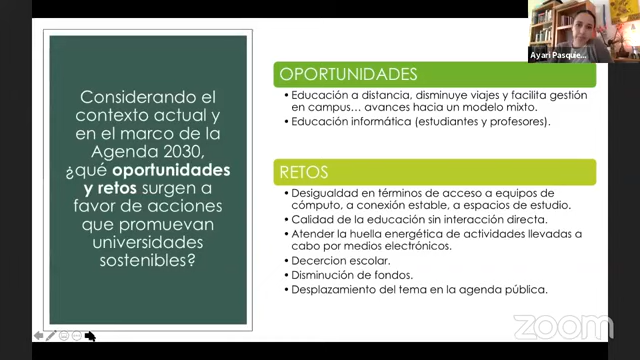 Considerando el
contexto actual y
en el marco de la
Agenda 2030,
¿qué oportunidades
y retos surgen a
favor de acciones
que promuevan
universidades
sostenibles?
OPORTUNIDADES
• Educación a distancia, disminuye viajes y facilita gestión
en campus… avances hacia un modelo mixto.
• Educación informática (estudiantes y profesores).
RETOS
• Desigualdad en términos de acceso a equipos de
cómputo, a conexión estable, a espacios de estudio.
• Calidad de la educación sin interacción directa.
• Atender la huella energética de actividades llevadas a
cabo por medios electrónicos.
• Decercion escolar.
• Disminución de fondos.
• Desplazamiento del tema en la agenda pública.
Ayari Pasquie...
zoom